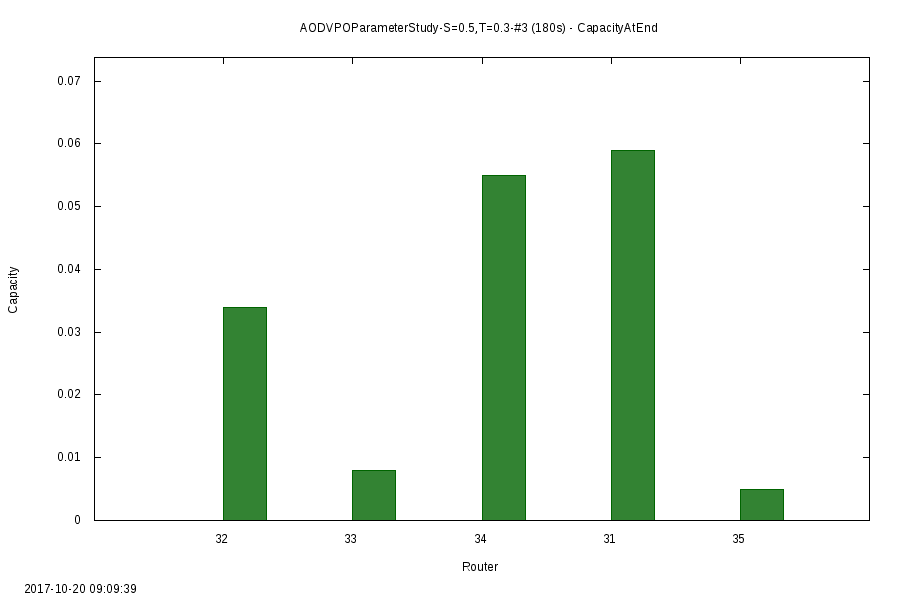 AODVPOParameterStudy-S=0.5,T=0.3-#3 (180s) - CapacityAtEnd
0.07
0.06
0.05
0.04
0.03
0.02
0.01
0
Capacity
32 33 34 31 35
Router
2017-10-20 09:09:39